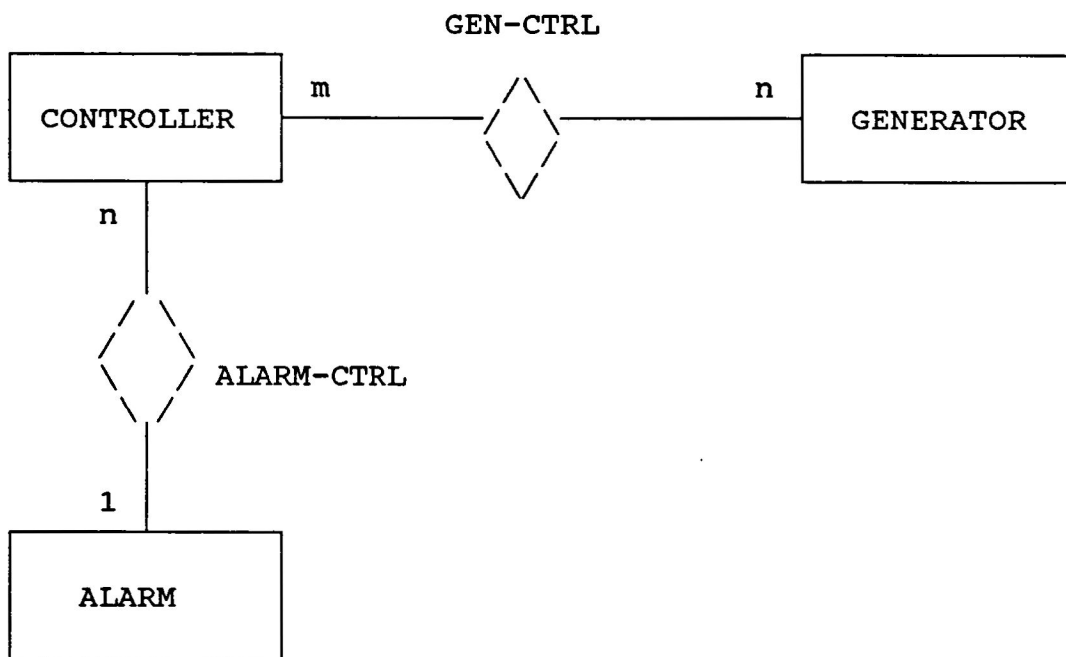 GEN-CTRL
CONTROLLER
m
n
GENERATOR
n
ALARM-CTRL
1
ALARM